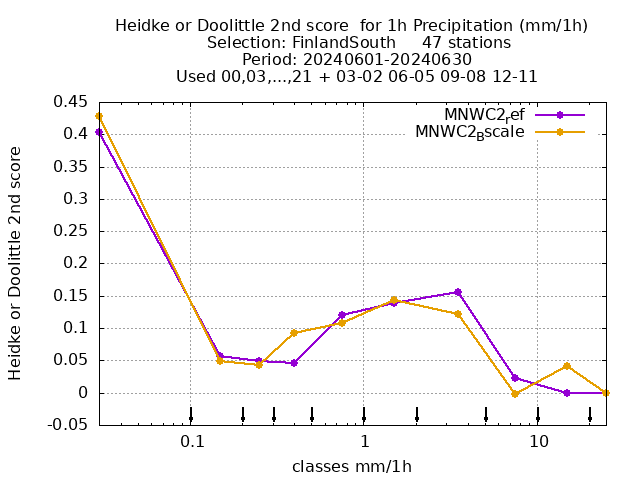 Heidke or Doolittle 2nd score  for 1h Precipitation (mm/1h)
Selection: FinlandSouth     47 stations
Period: 20240601-20240630
Used 00,03,...,21 + 03-02 06-05 09-08 12-11
MNWC2_ref
MNWC2_Bscale
Heidke or Doolittle 2nd score
0.45
0.4
0.35
0.3
0.25
0.2
0.15
0.1
0.05
0
-0.05
0.1 1 10
classes mm/1h